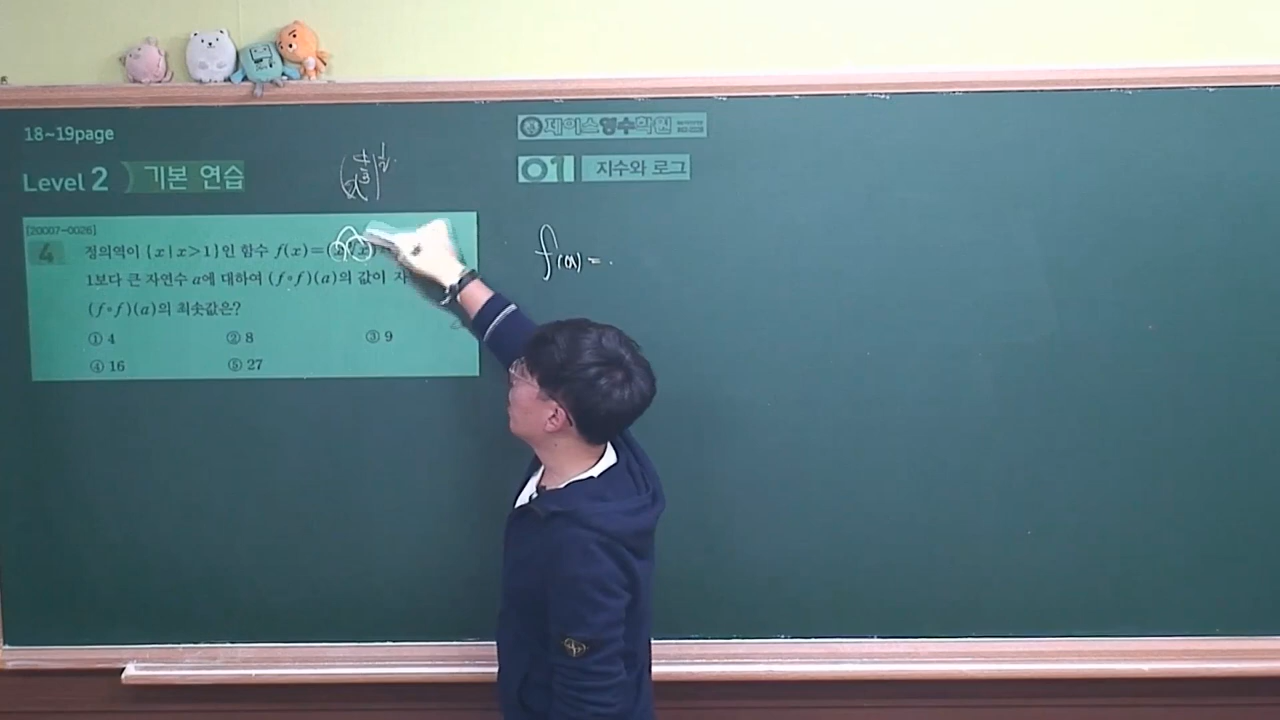 18~19page
Level 2 기본 연습
제이스영수학원
01 지수와 로그
[20007-0026]
4 정의역이 {x|x>1}인 함수 f(x)=(
1보다 큰 자연수 a에 대하여 (f∘f)(a)의 값이 자
(f∘f)(a)의 최솟값은?
① 4 ② 8 ③ 9
④ 16 ⑤ 27
f(a)=